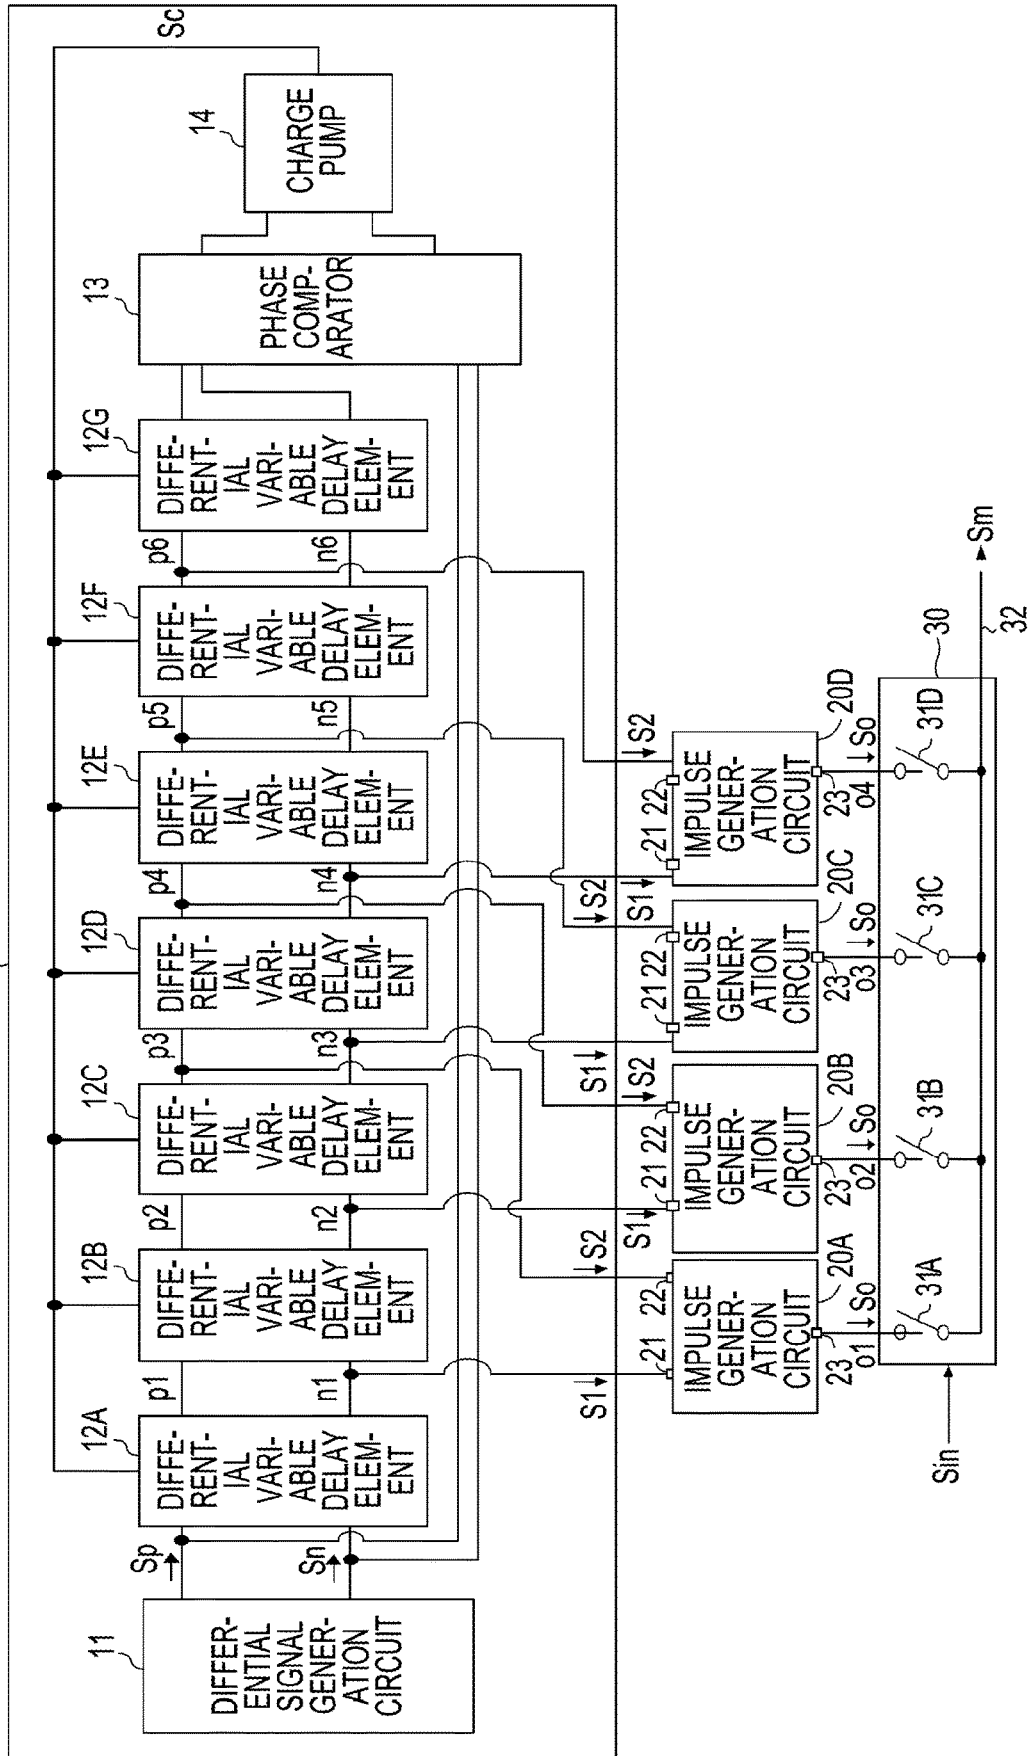 11
DIFFER-
ENTIAL
SIGNAL
GENER-
ATION
CIRCUIT
Sp
Sn
12A
DIFFE-
RENT-
IAL
VARI-
ABLE
DELAY
ELEM-
ENT
p1
n1
12B
DIFFE-
RENT-
IAL
VARI-
ABLE
DELAY
ELEM-
ENT
p2
n2
12C
DIFFE-
RENT-
IAL
VARI-
ABLE
DELAY
ELEM-
ENT
p3
n3
12D
DIFFE-
RENT-
IAL
VARI-
ABLE
DELAY
ELEM-
ENT
p4
n4
12E
DIFFE-
RENT-
IAL
VARI-
ABLE
DELAY
ELEM-
ENT
p5
n5
12F
DIFFE-
RENT-
IAL
VARI-
ABLE
DELAY
ELEM-
ENT
p6
n6
12G
DIFFE-
RENT-
IAL
VARI-
ABLE
DELAY
ELEM-
ENT
13
PHASE
COMP-
ARATOR
14
CHARGE
PUMP
Sc
S1
S2
21
22
IMPULSE
GENER-
ATION
CIRCUIT
20A
23
o1
So
S1
S2
21
22
IMPULSE
GENER-
ATION
CIRCUIT
20B
23
o2
So
S1
S2
21
22
IMPULSE
GENER-
ATION
CIRCUIT
20C
23
o3
So
S1
S2
21
22
IMPULSE
GENER-
ATION
CIRCUIT
20D
23
o4
So
31A
31B
31C
31D
30
Sin
32
Sm